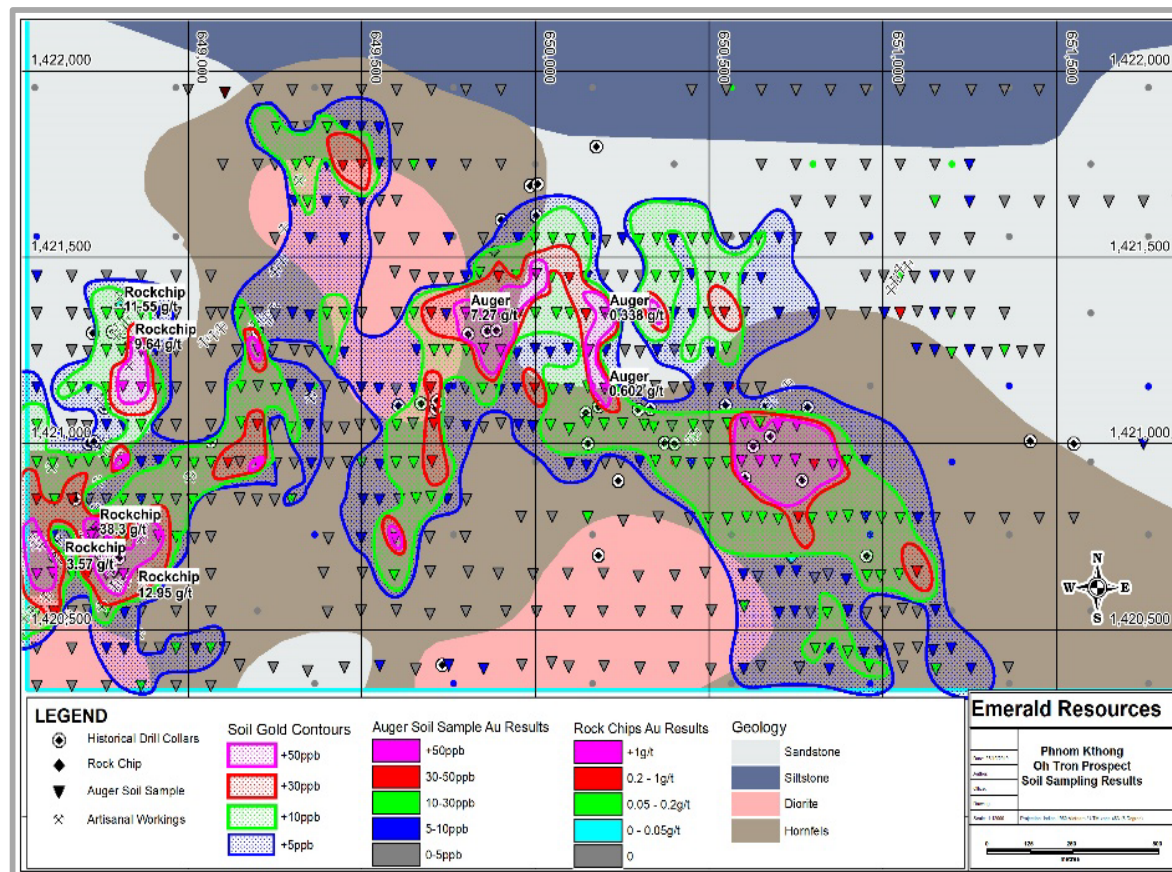 649,000
649,500
650,000
650,500
651,000
651,500
1,422,000
1,422,000
1,421,500
1,421,500
1,421,000
1,421,000
1,420,500
1,420,500
Rockchip
11.55 g/t
Rockchip
9.64 g/t
Auger
7.27 g/t
Auger
0.338 g/t
Auger
0.602 g/t
Rockchip
38.3 g/t
Rockchip
3.57 g/t
Rockchip
12.95 g/t
N
W E
S
LEGEND
Historical Drill Collars
Rock Chip
Auger Soil Sample
Artisanal Workings
Soil Gold Contours
+50ppb
+30ppb
+10ppb
+5ppb
Auger Soil Sample Au Results
+50ppb
30-50ppb
10-30ppb
5-10ppb
0-5ppb
Rock Chips Au Results
+1g/t
0.2 - 1g/t
0.05 - 0.2g/t
0 - 0.05g/t
0
Geology
Sandstone
Siltstone
Diorite
Hornfels
Emerald Resources
Phnom Kthong
Oh Tron Prospect
Soil Sampling Results
0